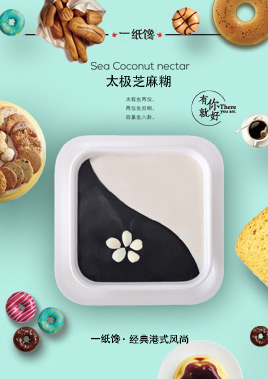 一纸馋
Sea Coconut nectar
太极芝麻糊
太极生两仪，
两仪生四相，
四象生八卦，
有你就好
There
you are.
一纸馋·经典港式风尚